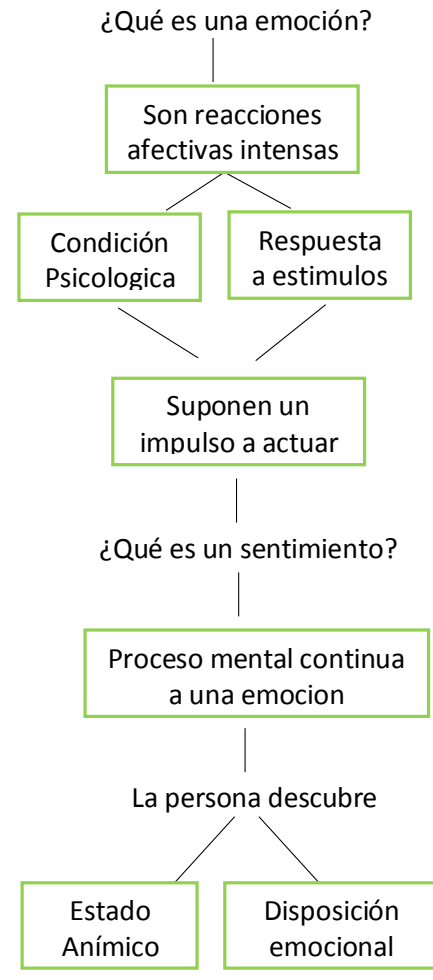 ¿Qué es una emoción?
Son reacciones
afectivas intensas
Condición
Psicologica
Respuesta
a estimulos
Suponen un
impulso a actuar
¿Qué es un sentimiento?
Proceso mental continua
a una emocion
La persona descubre
Estado
Anímico
Disposición
emocional